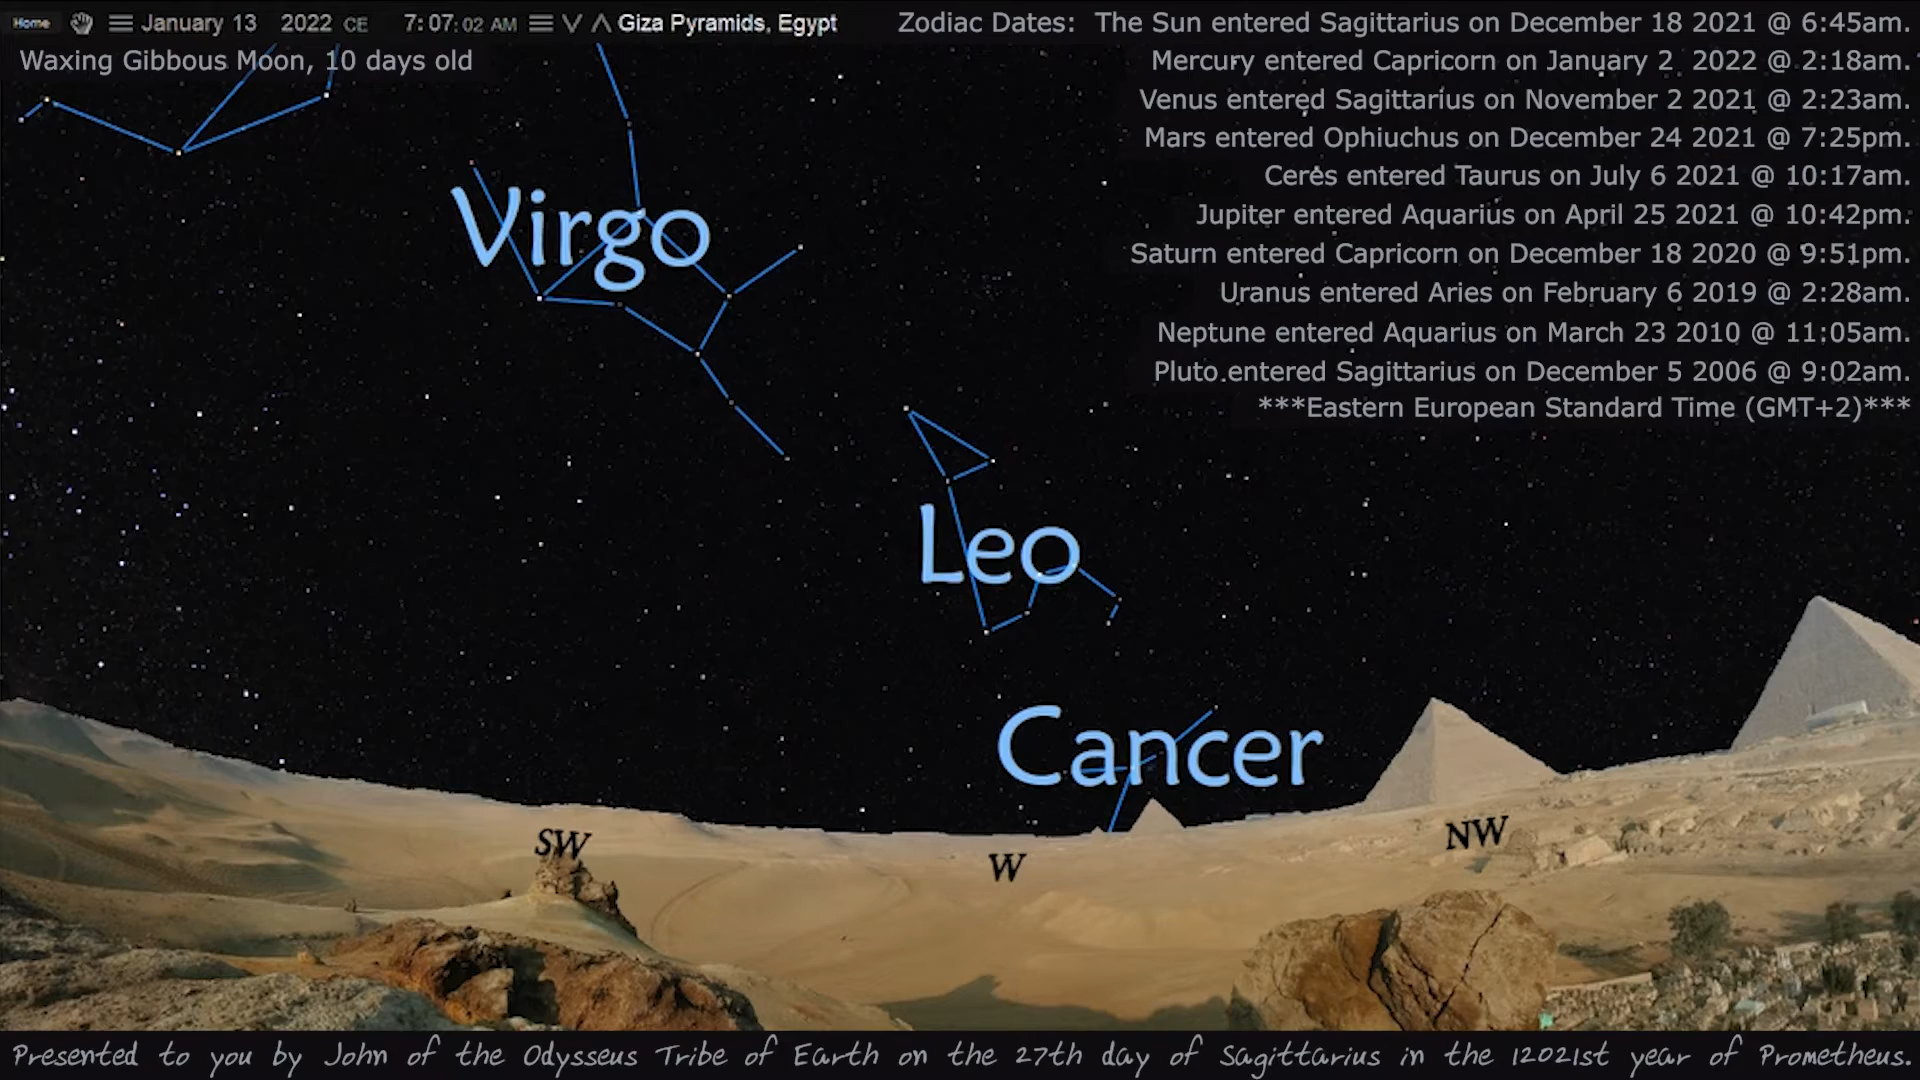 Home January 13 2022 CE 7:07:02 AM Giza Pyramids, Egypt
Waxing Gibbous Moon, 10 days old
Zodiac Dates: The Sun entered Sagittarius on December 18 2021 @ 6:45am.
Mercury entered Capricorn on January 2 2022 @ 2:18am.
Venus entered Sagittarius on November 2 2021 @ 2:23am.
Mars entered Ophiuchus on December 24 2021 @ 7:25pm.
Ceres entered Taurus on July 6 2021 @ 10:17am.
Jupiter entered Aquarius on April 25 2021 @ 10:42pm.
Saturn entered Capricorn on December 18 2020 @ 9:51pm.
Uranus entered Aries on February 6 2019 @ 2:28am.
Neptune entered Aquarius on March 23 2010 @ 11:05am.
Pluto entered Sagittarius on December 5 2006 @ 9:02am.
***Eastern European Standard Time (GMT+2)***
Virgo
Leo
Cancer
SW
W
NW
Presented to you by John of the Odysseus Tribe of Earth on the 27th day of Sagittarius in the 12021st year of Prometheus.